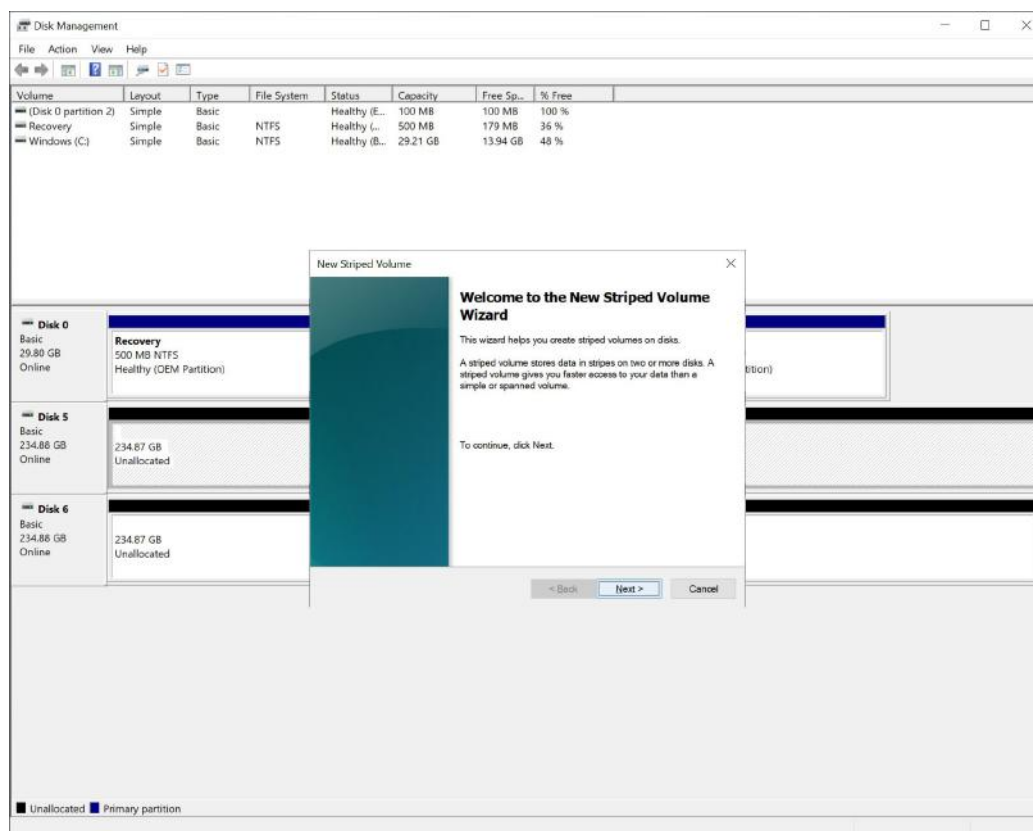 Disk Management
File Action View Help
Volume Layout Type File System Status Capacity Free Sp... % Free
(Disk 0 partition 2) Simple Basic Healthy (E... 100 MB 100 MB 100 %
Recovery Simple Basic NTFS Healthy (... 500 MB 179 MB 36 %
Windows (C:) Simple Basic NTFS Healthy (B... 29.21 GB 13.94 GB 48 %
New Striped Volume
Welcome to the New Striped Volume
Wizard
This wizard helps you create striped volumes on disks.
A striped volume stores data in stripes on two or more disks. A
striped volume gives you faster access to your data than a
simple or spanned volume.
To continue, click Next.
< Back Next > Cancel
Disk 0
Basic
29.80 GB
Online
Recovery
500 MB NTFS
Healthy (OEM Partition)
tition)
Disk 5
Basic
234.88 GB
Online
234.87 GB
Unallocated
Disk 6
Basic
234.88 GB
Online
234.87 GB
Unallocated
Unallocated Primary partition